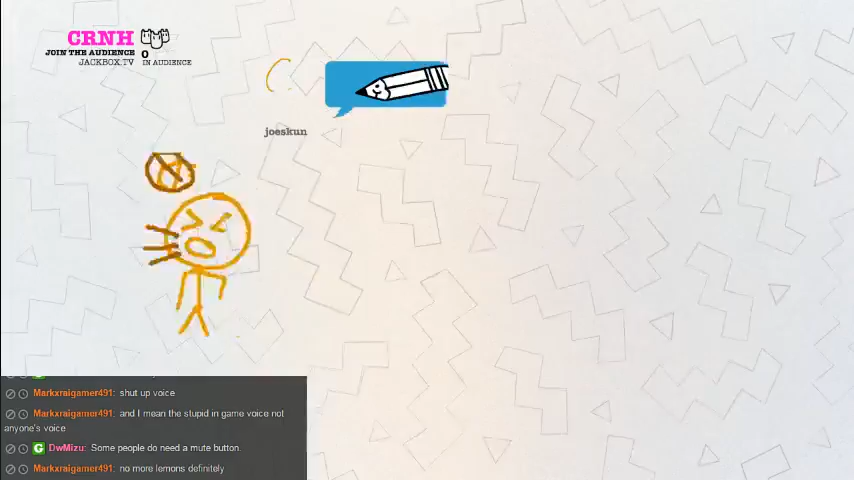 CRNH
JOIN THE AUDIENCE
JACKBOX.TV
0
IN AUDIENCE
joeskun
Markxraigamer491: shut up voice
Markxraigamer491: and I mean the stupid in game voice not
anyone's voice
DwMizu: Some people do need a mute button.
Markxraigamer491: no more lemons definitely